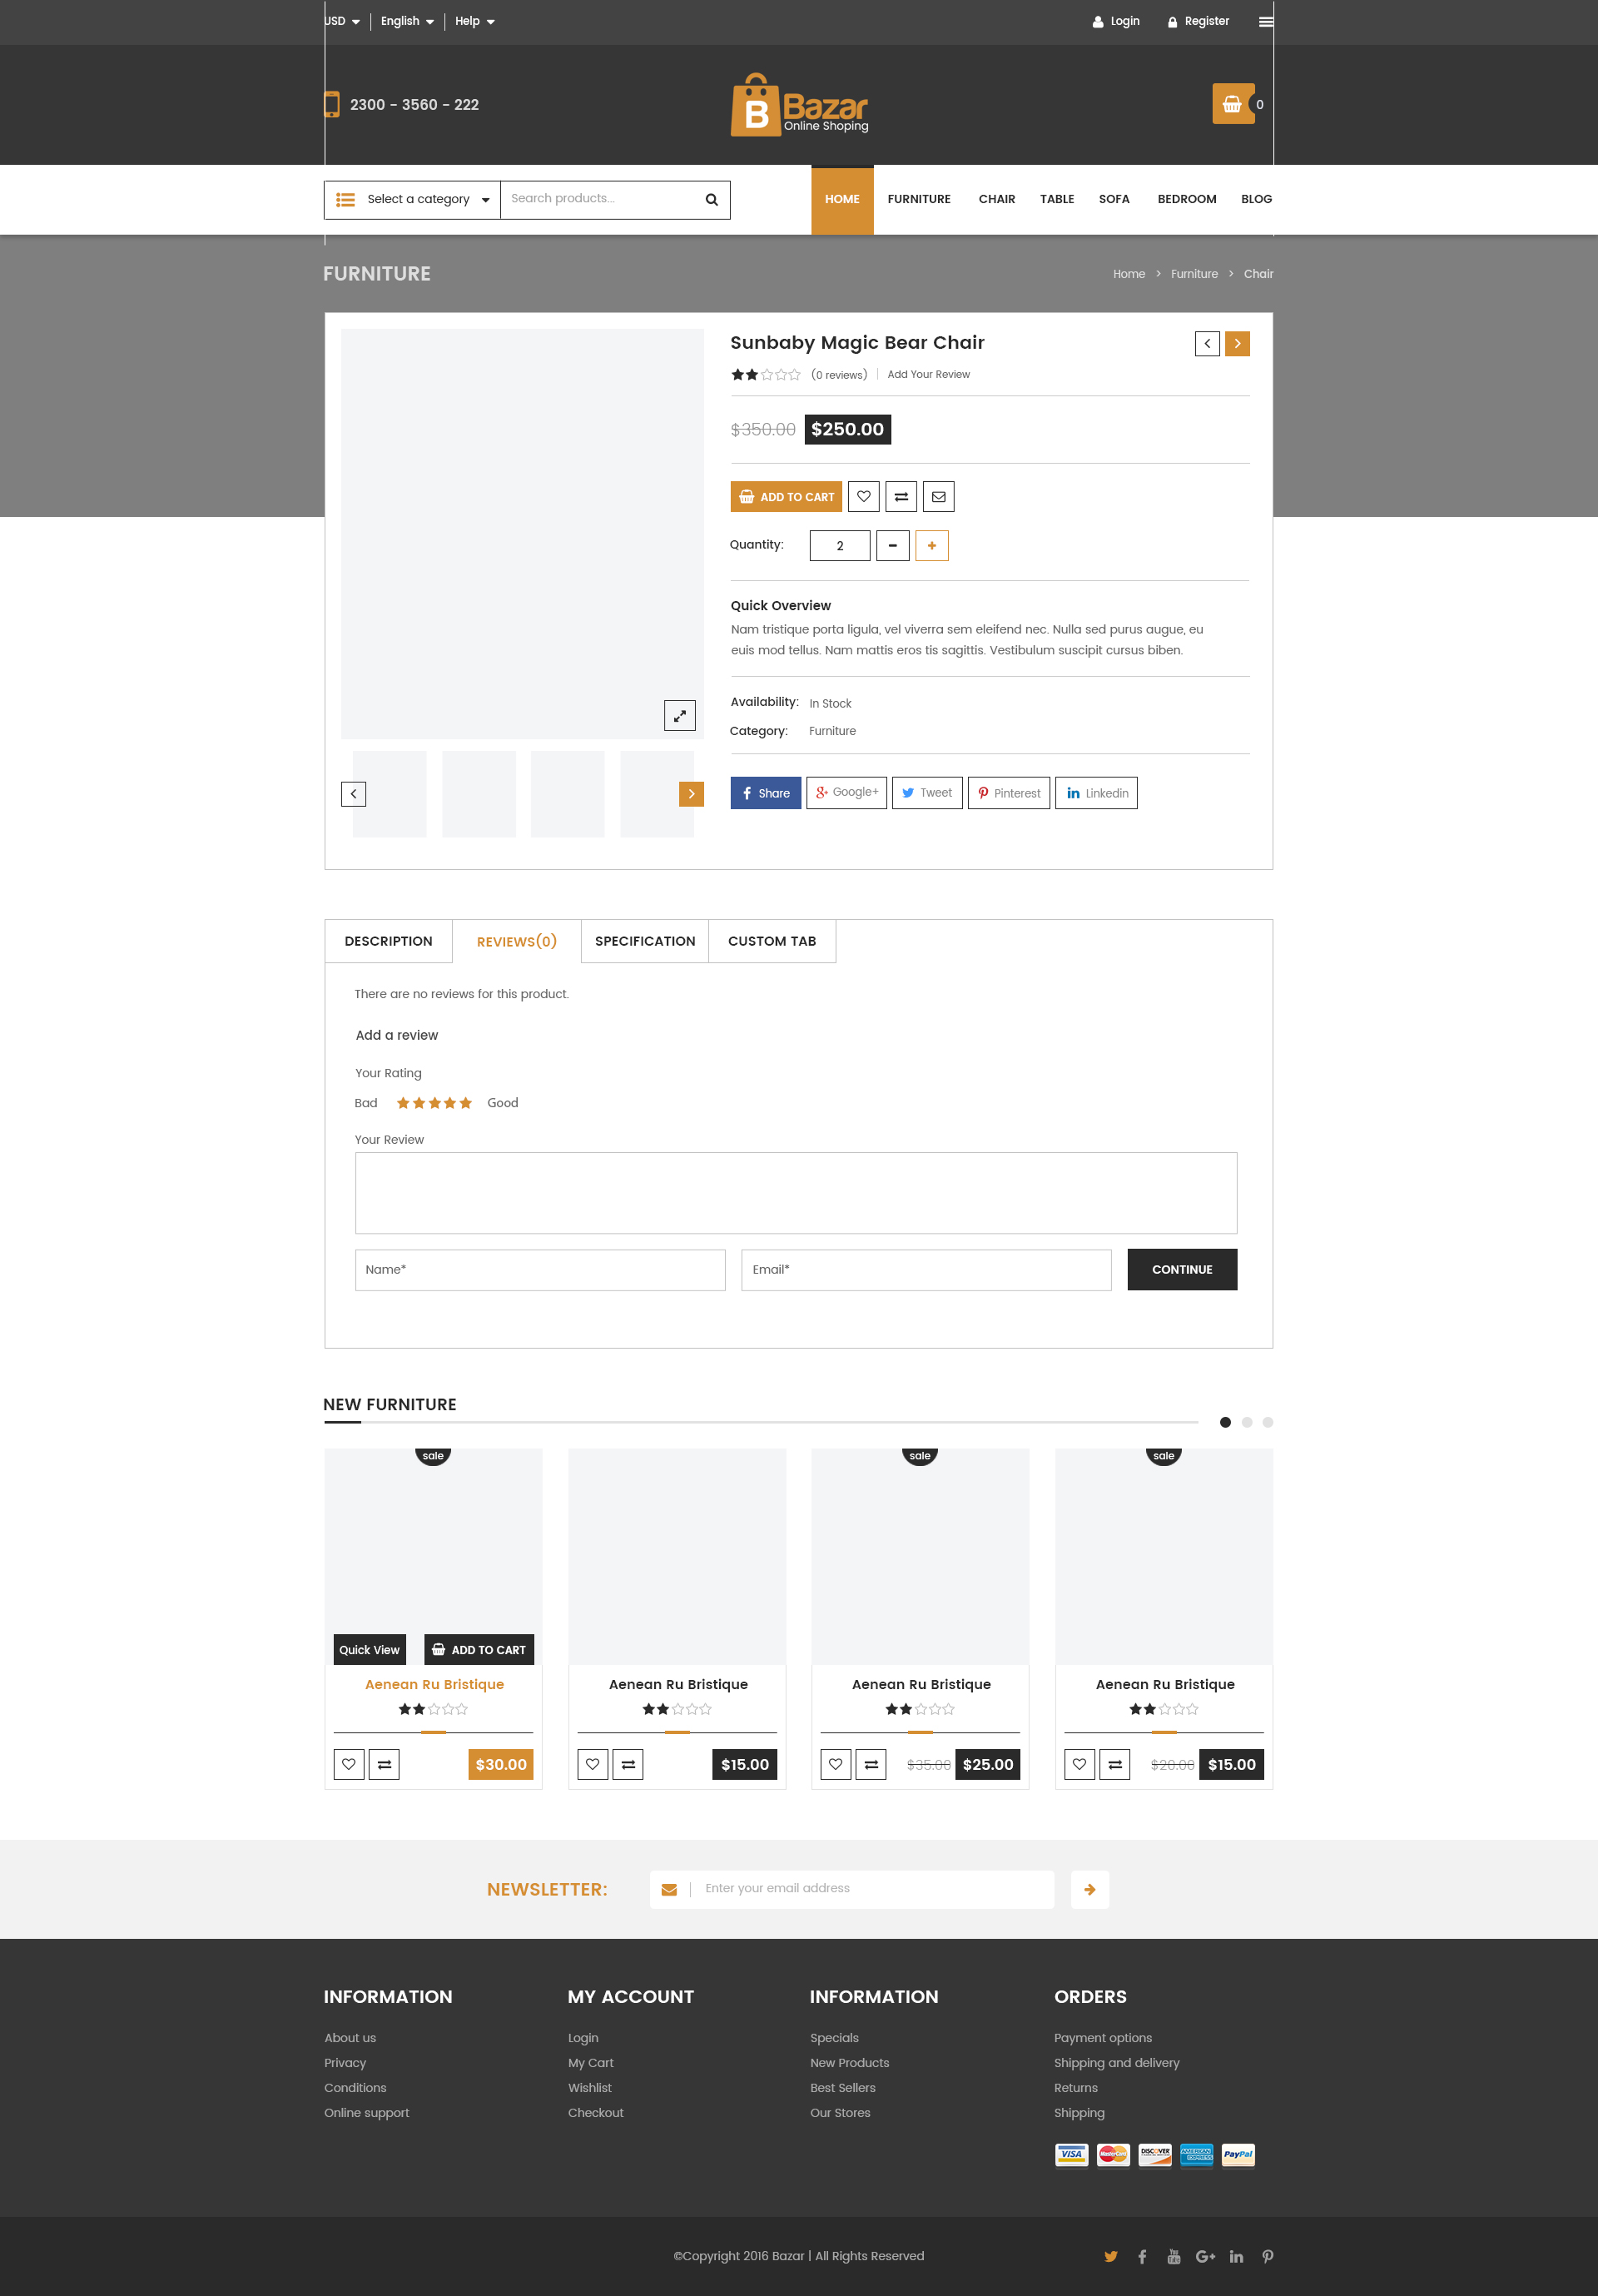 USD English Help Login Register
2300 - 3560 - 222
B Bazar
Online Shoping
0
Select a category Search products... HOME FURNITURE CHAIR TABLE SOFA BEDROOM BLOG
FURNITURE Home > Furniture > Chair
Sunbaby Magic Bear Chair
(0 reviews) Add Your Review
$350.00 $250.00
ADD TO CART
Quantity: 2
Quick Overview
Nam tristique porta ligula, vel viverra sem eleifend nec. Nulla sed purus augue, eu
euis mod tellus. Nam mattis eros tis sagittis. Vestibulum suscipit cursus biben.
Availability: In Stock
Category: Furniture
Share Google+ Tweet Pinterest Linkedin
DESCRIPTION REVIEWS(0) SPECIFICATION CUSTOM TAB
There are no reviews for this product.
Add a review
Your Rating
Bad Good
Your Review
Name* Email* CONTINUE
NEW FURNITURE
sale sale sale
Quick View ADD TO CART
Aenean Ru Bristique Aenean Ru Bristique Aenean Ru Bristique Aenean Ru Bristique
$30.00 $15.00 $35.00 $25.00 $20.00 $15.00
NEWSLETTER: Enter your email address
INFORMATION MY ACCOUNT INFORMATION ORDERS
About us Login Specials Payment options
Privacy My Cart New Products Shipping and delivery
Conditions Wishlist Best Sellers Returns
Online support Checkout Our Stores Shipping
VISA MasterCard DISCOVER AMERICAN EXPRESS PayPal
©Copyright 2016 Bazar | All Rights Reserved